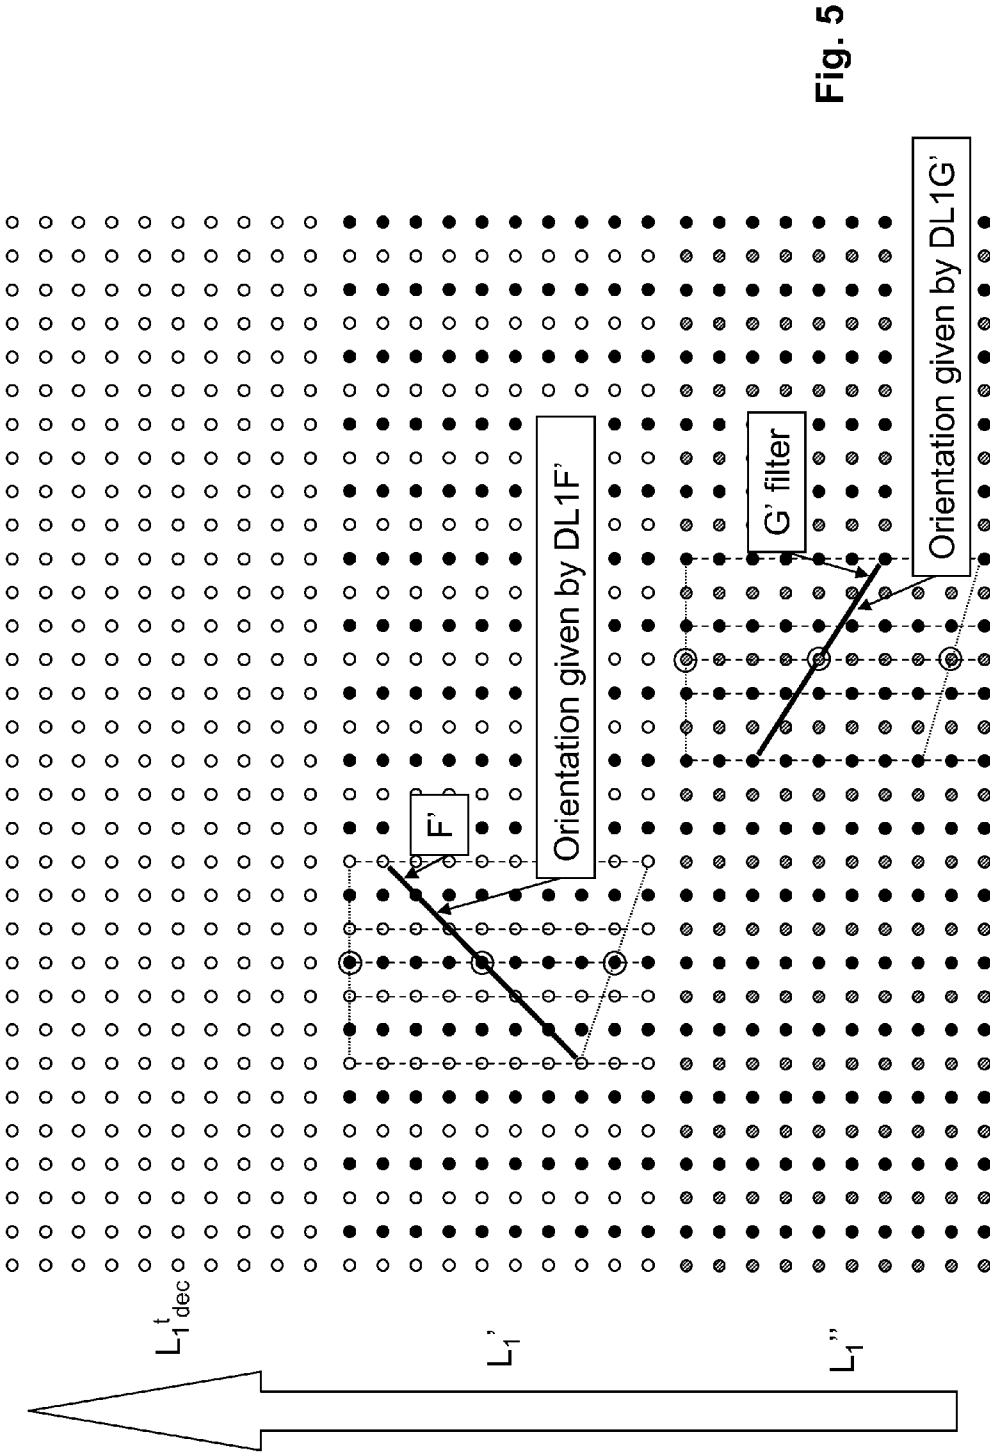 L₁ᵗdec
L₁’
L₁’’
F’
Orientation given by DL1F’
G’ filter
Orientation given by DL1G’
Fig. 5